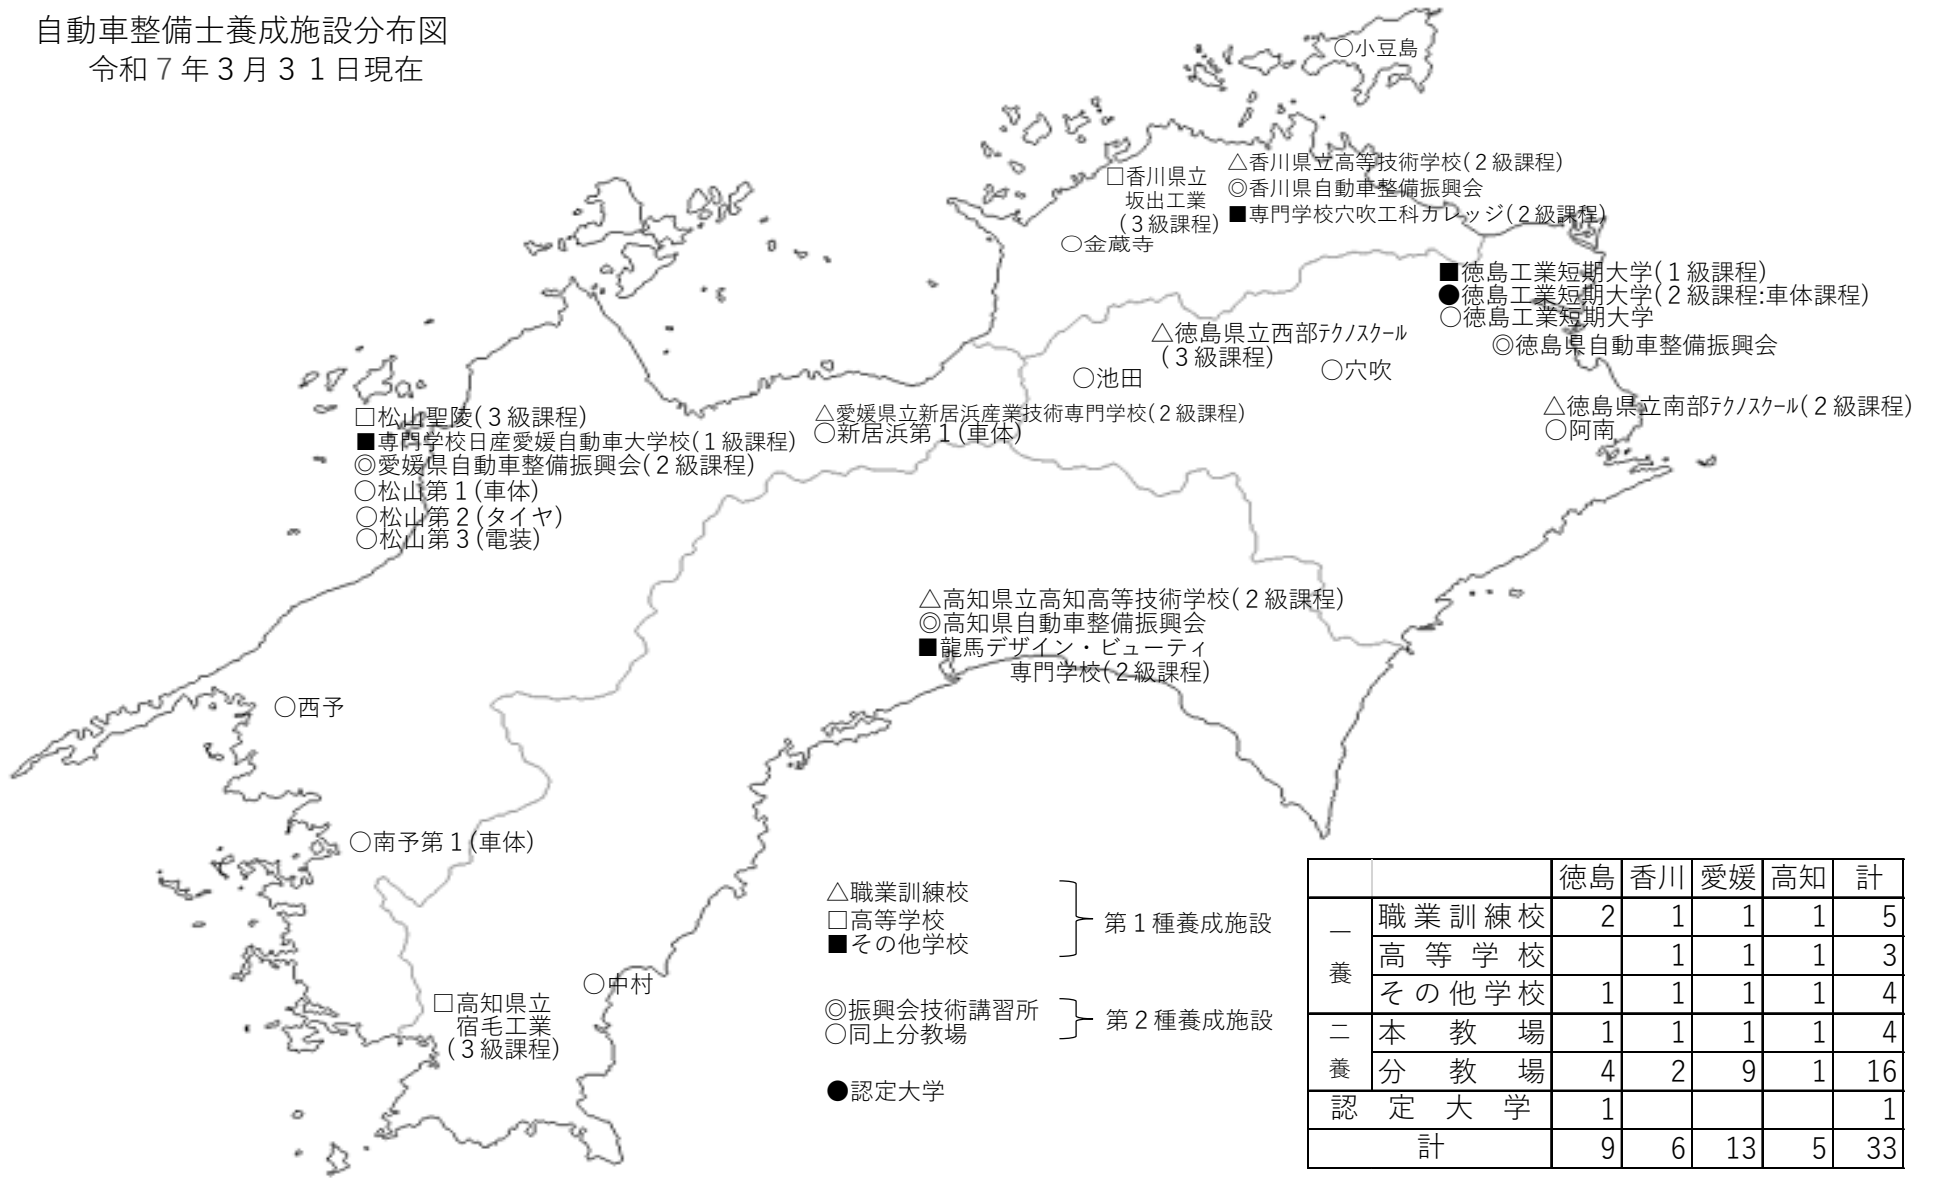 自動車整備士養成施設分布図
令和７年３月３１日現在
○小豆島
□香川県立
坂出工業
(３級課程)
○金蔵寺
△香川県立高等技術学校(２級課程)
◎香川県自動車整備振興会
■専門学校穴吹工科カレッジ(２級課程)
■徳島工業短期大学(１級課程)
●徳島工業短期大学(２級課程:車体課程)
○徳島工業短期大学
◎徳島県自動車整備振興会
△徳島県立西部ﾃｸﾉｽｸｰﾙ
(３級課程)
○池田
○穴吹
△徳島県立南部ﾃｸﾉｽｸｰﾙ(２級課程)
○阿南
□松山聖陵(３級課程)
■専門学校日産愛媛自動車大学校(１級課程)
◎愛媛県自動車整備振興会(２級課程)
○松山第１(車体)
○松山第２(タイヤ)
○松山第３(電装)
△愛媛県立新居浜産業技術専門学校(２級課程)
○新居浜第１(車体)
△高知県立高知高等技術学校(２級課程)
◎高知県自動車整備振興会
■龍馬デザイン・ビューティ
専門学校(２級課程)
○西予
○南予第１(車体)
○中村
□高知県立
宿毛工業
(３級課程)
△職業訓練校
□高等学校
■その他学校
第１種養成施設
◎振興会技術講習所
○同上分教場
第２種養成施設
●認定大学
徳島 香川 愛媛 高知 計
一養 職業訓練校 2 1 1 1 5
高等学校 1 1 1 3
その他学校 1 1 1 1 4
二養 本教場 1 1 1 1 4
分教場 4 2 9 1 16
認定大学 1 1
計 9 6 13 5 33